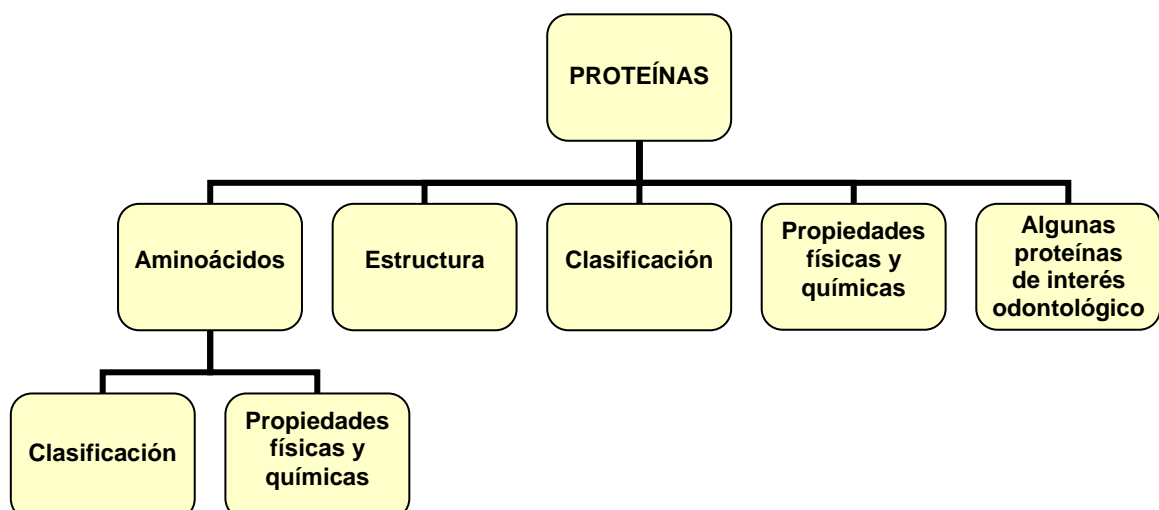 PROTEÍNAS
Aminoácidos
Estructura
Clasificación
Propiedades
físicas y
químicas
Algunas
proteínas
de interés
odontológico
Clasificación
Propiedades
físicas y
químicas